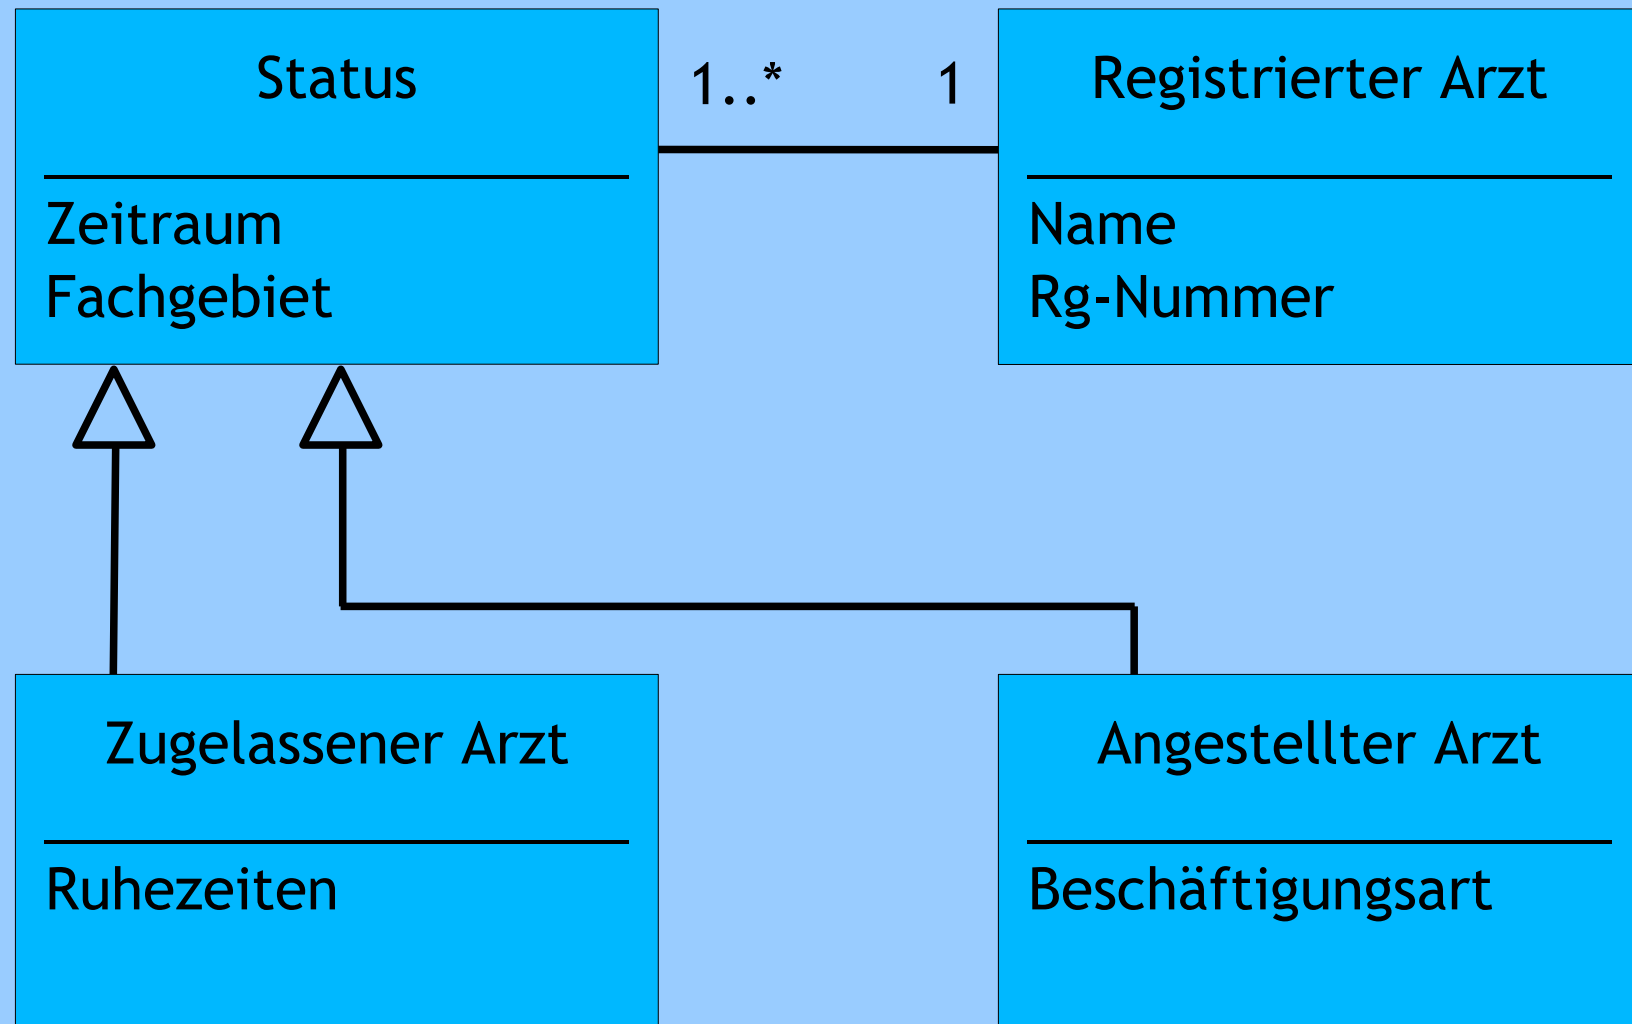 Status
1..*
1
Registrierter Arzt
Zeitraum
Fachgebiet
Name
Rg-Nummer
Zugelassener Arzt
Angestellter Arzt
Ruhezeiten
Beschäftigungsart